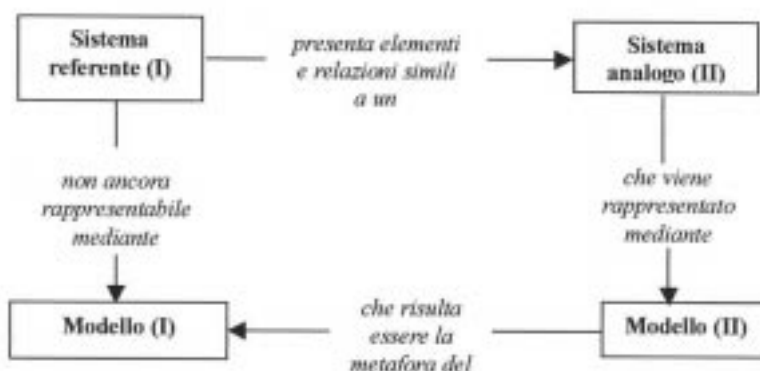 Sistema
referente (I)
presenta elementi
e relazioni simili
a un
Sistema
analogo (II)
non ancora
rappresentabile
mediante
che viene
rappresentato
mediante
Modello (I)
che risulta
essere la
metafora del
Modello (II)